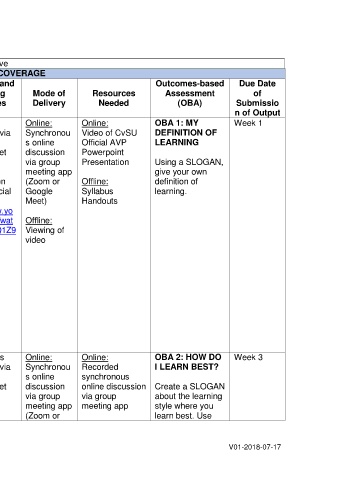 ve
COVERAGE
and
g
es
Mode of
Delivery
Resources
Needed
Outcomes-based
Assessment
(OBA)
Due Date
of
Submissio
n of Output
via
et
n
cial
v.yo
wat
Q1Z9
Online:
Synchronou
s online
discussion
via group
meeting app
(Zoom or
Google
Meet)
Offline:
Viewing of
video
Online:
Video of CvSU
Official AVP
Powerpoint
Presentation
Offline:
Syllabus
Handouts
OBA 1: MY
DEFINITION OF
LEARNING
Using a SLOGAN,
give your own
definition of
learning.
Week 1
s
via
et
Online:
Synchronou
s online
discussion
via group
meeting app
(Zoom or
Online:
Recorded
synchronous
online discussion
via group
meeting app
OBA 2: HOW DO
I LEARN BEST?
Create a SLOGAN
about the learning
style where you
learn best. Use
Week 3
V01-2018-07-17